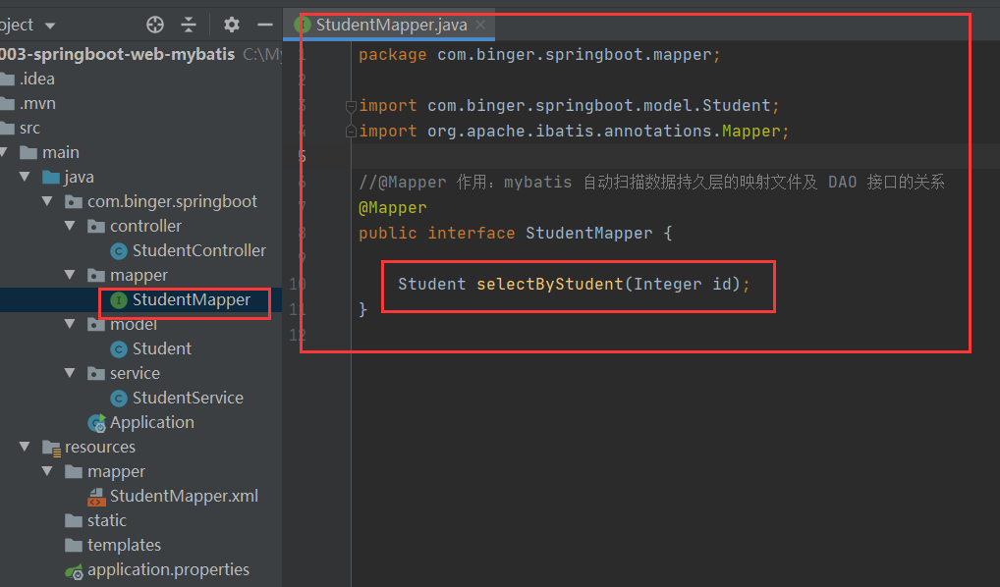 oject
003-springboot-web-mybatis C:\My
.idea
.mvn
src
main
java
com.binger.springboot
controller
StudentController
mapper
StudentMapper
model
Student
service
StudentService
Application
resources
mapper
StudentMapper.xml
static
templates
application.properties
StudentMapper.java
1 package com.binger.springboot.mapper;
2
3 import com.binger.springboot.model.Student;
4 import org.apache.ibatis.annotations.Mapper;
5
6 //@Mapper 作用：mybatis 自动扫描数据持久层的映射文件及 DAO 接口的关系
7 @Mapper
8 public interface StudentMapper {
9
10 Student selectByStudent(Integer id);
11 }
12